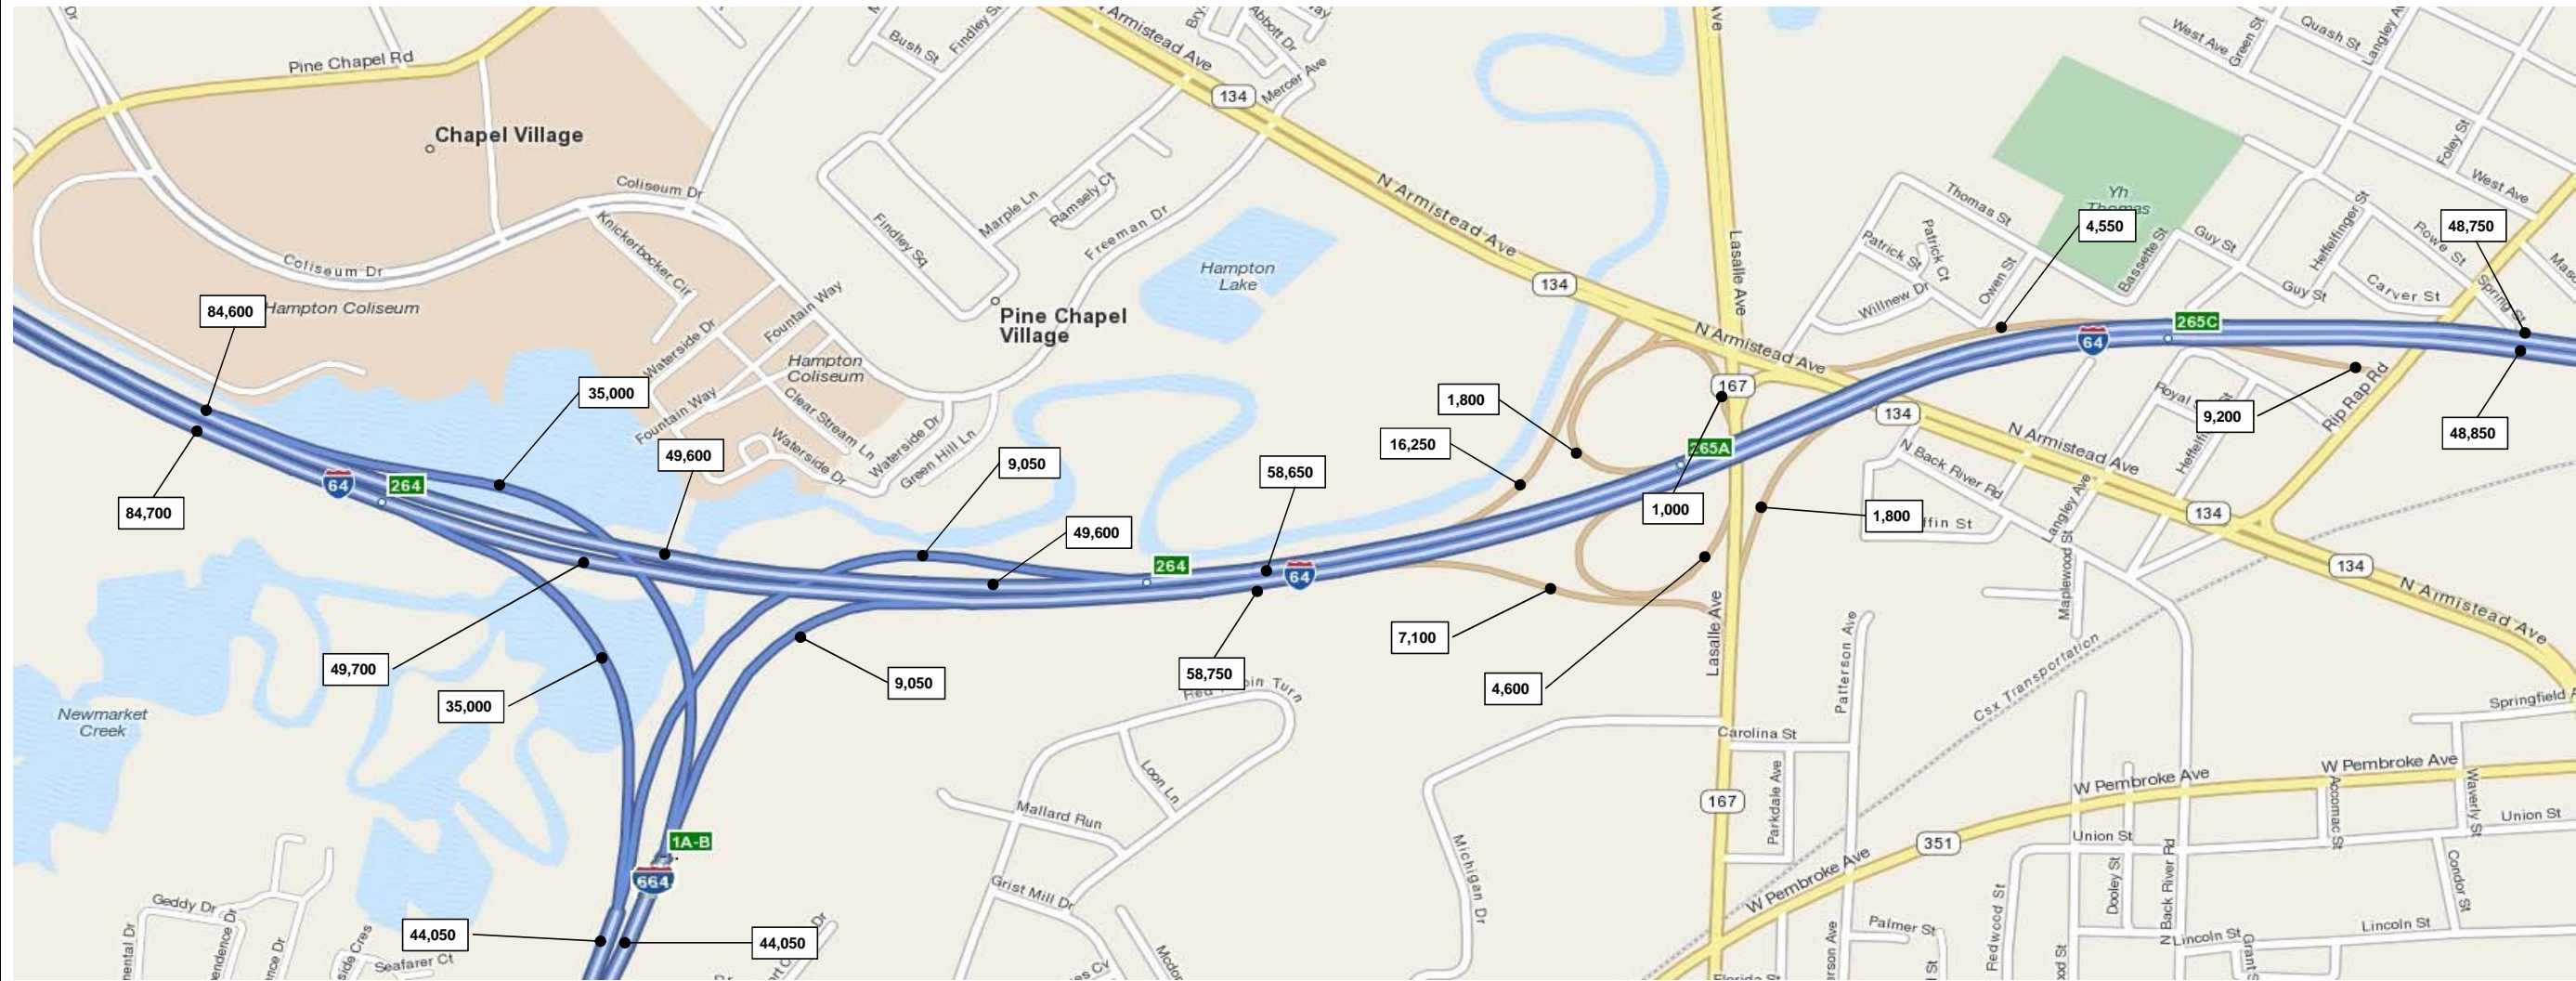 Pine Chapel Rd
Chapel Village
Coliseum Dr
Coliseum Dr
Hampton Coliseum
Knickerbocker Cir
Waterside Dr
Fountain Way
Hampton
Coliseum
Fountain Way
Clear Stream Ln
Waterside Dr
Waterside Dr
Green Hill Ln
Bush St
Findley St
Findley Sq
Marple Ln
Ramsely Ct
Freeman Dr
Pine Chapel
Village
N Armistead Ave
134
Mercer Ave
Abbott Dr
N Armistead Ave
Hampton
Lake
134
Lasalle Ave
N Armistead Ave
167
134
N Armistead Ave
Thomas St
Patrick St
Patrick Ct
Willnew Dr
Owen St
Yh
Thomas
Bassette St
Guy St
Guy St
Heffelfinger St
Rowe St
Carver St
Spring St
West Ave
Green St
Quash St
Foley St
West Ave
84,600
84,700
35,000
49,600
49,700
35,000
9,050
49,600
9,050
58,650
58,750
1,800
16,250
1,000
1,800
7,100
4,600
4,550
9,200
48,750
48,850
44,050
44,050
64
264
264
64
265A
64
265C
1A-B
664
Royal
Rip Rap Rd
N Back River Rd
ffin St
Langley Ave
Maplewood St
134
134
N Armistead Ave
Csx Transportation
Newmarket
Creek
Geddy Dr
Seafarer Ct
Loon Ln
Mallard Run
Grist Mill Dr
Michigan Dr
Lasalle Ave
Patterson Ave
Carolina St
Parkdale Ave
167
W Pembroke Ave
351
W Pembroke Ave
W Pembroke Ave
Springfield
Union St
Union St
Accomac St
Waverly St
Condor St
Dooley St
N Back River Rd
Redwood St
Palmer St
Lincoln St
Lincoln St
Florida St